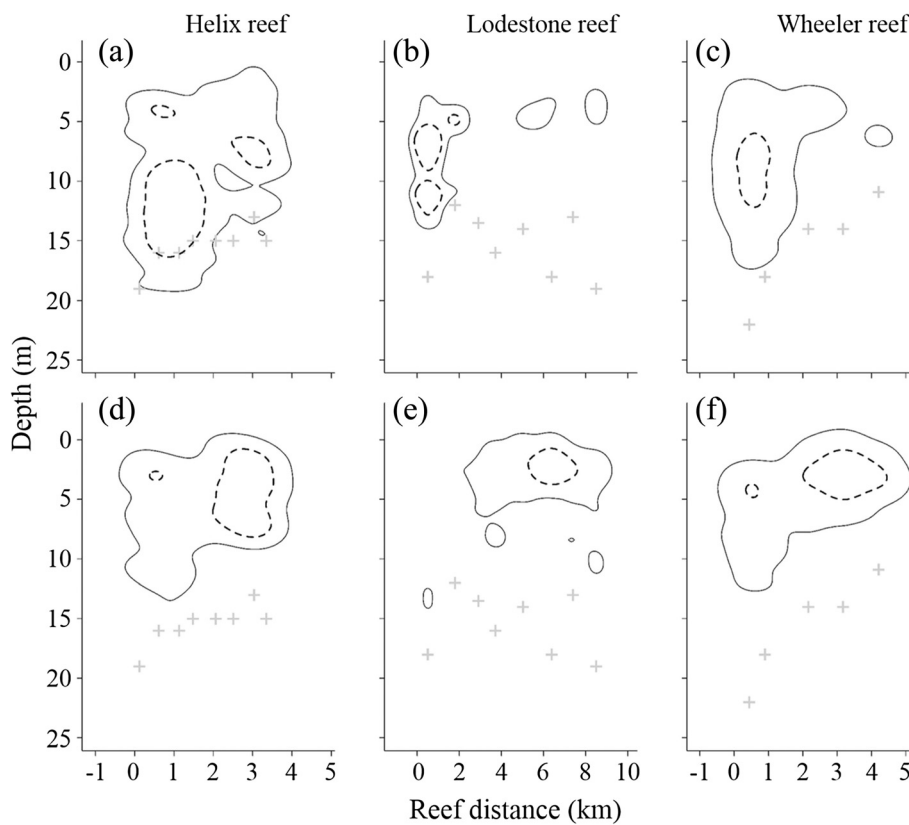 Helix reef Lodestone reef Wheeler reef
(a) (b) (c)
0
5
10
15
20
25
Depth (m)
(d) (e) (f)
0
5
10
15
20
25
-1 0 1 2 3 4 5 0 2 4 6 8 10 -1 0 1 2 3 4 5
Reef distance (km)